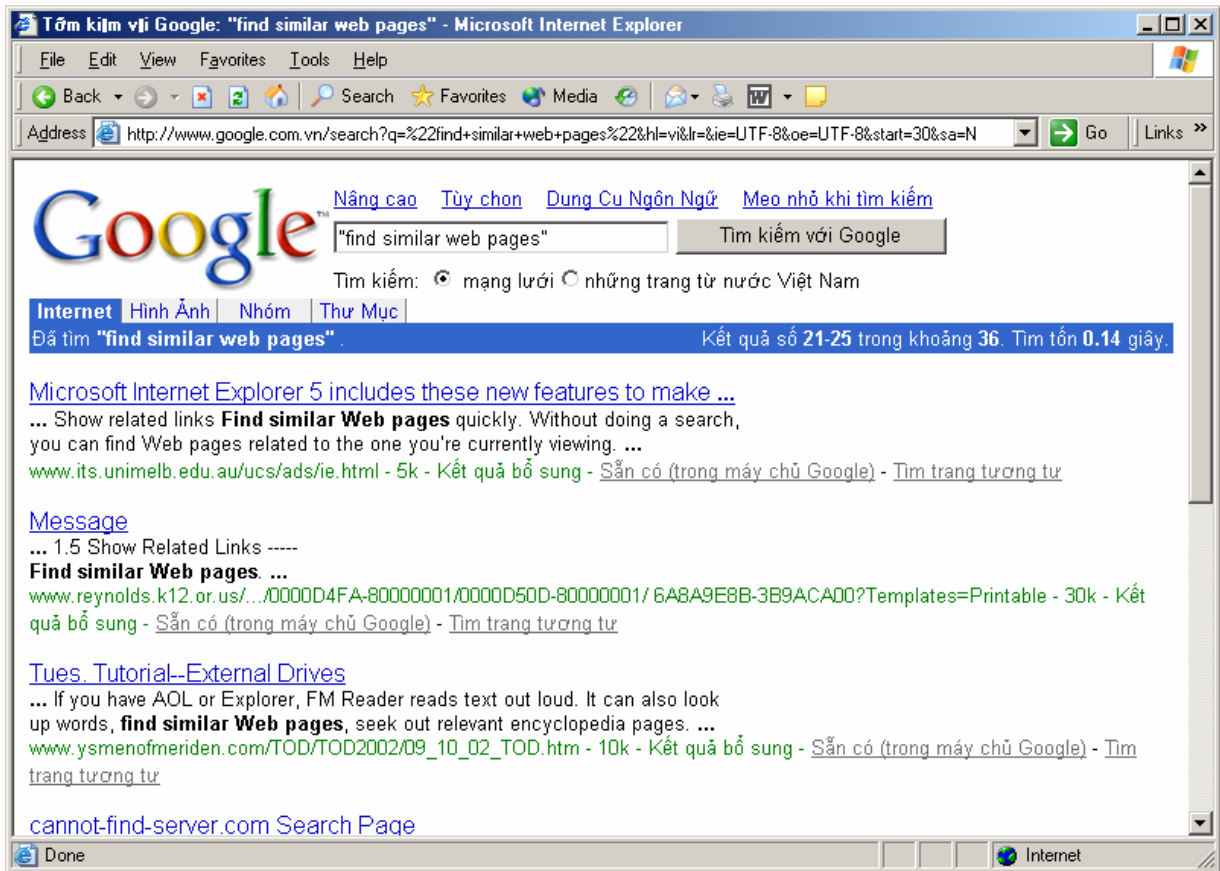 Tỡm kiỊm vỊi Google: "find similar web pages" - Microsoft Internet Explorer
File Edit View Favorites Tools Help
Back Search Favorites Media
Address http://www.google.com.vn/search?q=%22find+similar+web+pages%22&hl=vi&lr=&ie=UTF-8&oe=UTF-8&start=30&sa=N Go Links »
Google™
Nâng cao Tùy chọn Dụng Cụ Ngôn Ngữ Mẹo nhỏ khi tìm kiếm
"find similar web pages" Tìm kiếm với Google
Tìm kiếm: mạng lưới những trang từ nước Việt Nam
Internet Hình Ảnh Nhóm Thư Mục
Đã tìm "find similar web pages" . Kết quả số 21-25 trong khoảng 36. Tìm tốn 0.14 giây.
Microsoft Internet Explorer 5 includes these new features to make ...
... Show related links Find similar Web pages quickly. Without doing a search,
you can find Web pages related to the one you're currently viewing. ...
www.its.unimelb.edu.au/ucs/ads/ie.html - 5k - Kết quả bổ sung - Sẵn có (trong máy chủ Google) - Tìm trang tương tự
Message
... 1.5 Show Related Links -----
Find similar Web pages. ...
www.reynolds.k12.or.us/.../0000D4FA-80000001/0000D50D-80000001/ 6A8A9E8B-3B9ACA00?Templates=Printable - 30k - Kết
quả bổ sung - Sẵn có (trong máy chủ Google) - Tìm trang tương tự
Tues. Tutorial--External Drives
... If you have AOL or Explorer, FM Reader reads text out loud. It can also look
up words, find similar Web pages, seek out relevant encyclopedia pages. ...
www.ysmenofmeriden.com/TOD/TOD2002/09_10_02_TOD.htm - 10k - Kết quả bổ sung - Sẵn có (trong máy chủ Google) - Tìm
trang tương tự
cannot-find-server.com Search Page
Done Internet